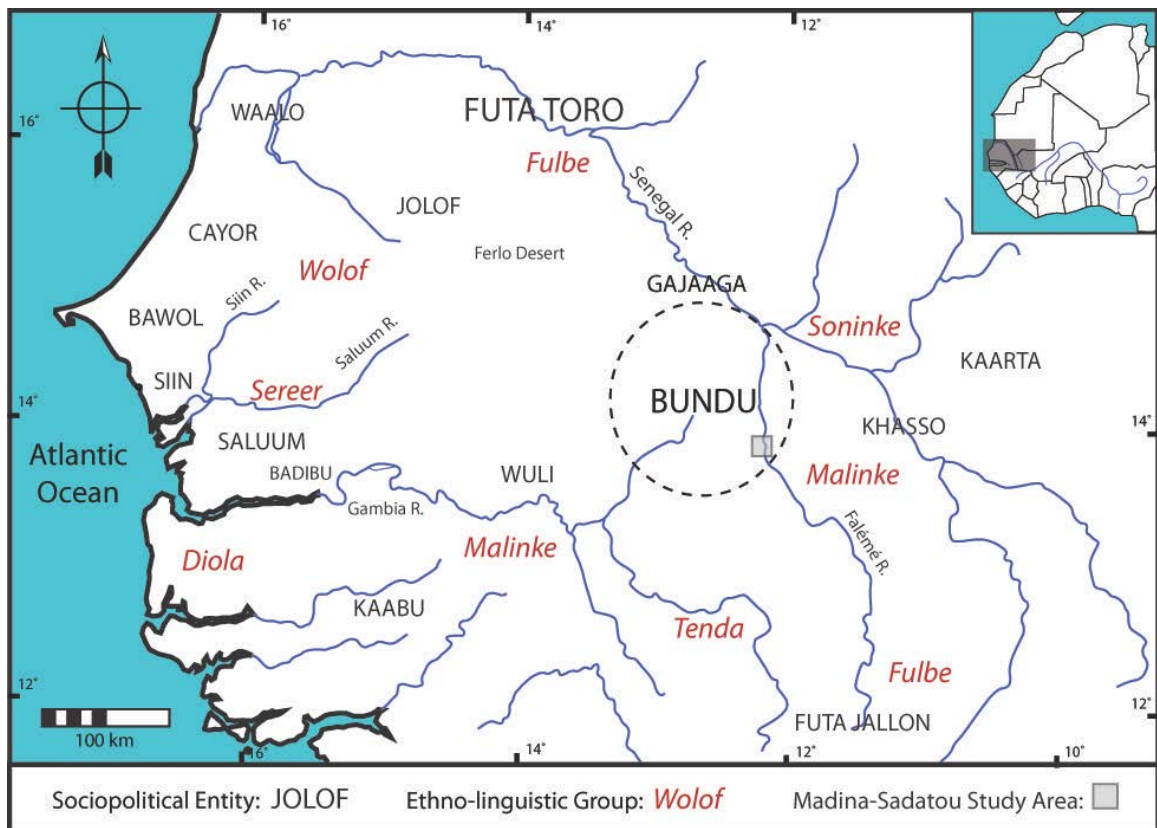 16°
14°
12°
16°
WAALO
FUTA TORO
Fulbe
Senegal R.
JOLOF
CAYOR
Wolof
Ferlo Desert
Siin R.
GAJAAGA
BAWOL
Soninke
Saluum R.
KAARTA
SIIN
Sereer
BUNDU
14°
14°
KHASSO
SALUUM
Atlantic
Ocean
BADIBU
WULI
Malinke
Gambia R.
Falémé R.
Diola
Malinke
KAABU
Tenda
Fulbe
12°
12°
FUTA JALLON
100 km
16°
14°
12°
10°
Sociopolitical Entity: JOLOF Ethno-linguistic Group: Wolof Madina-Sadatou Study Area: